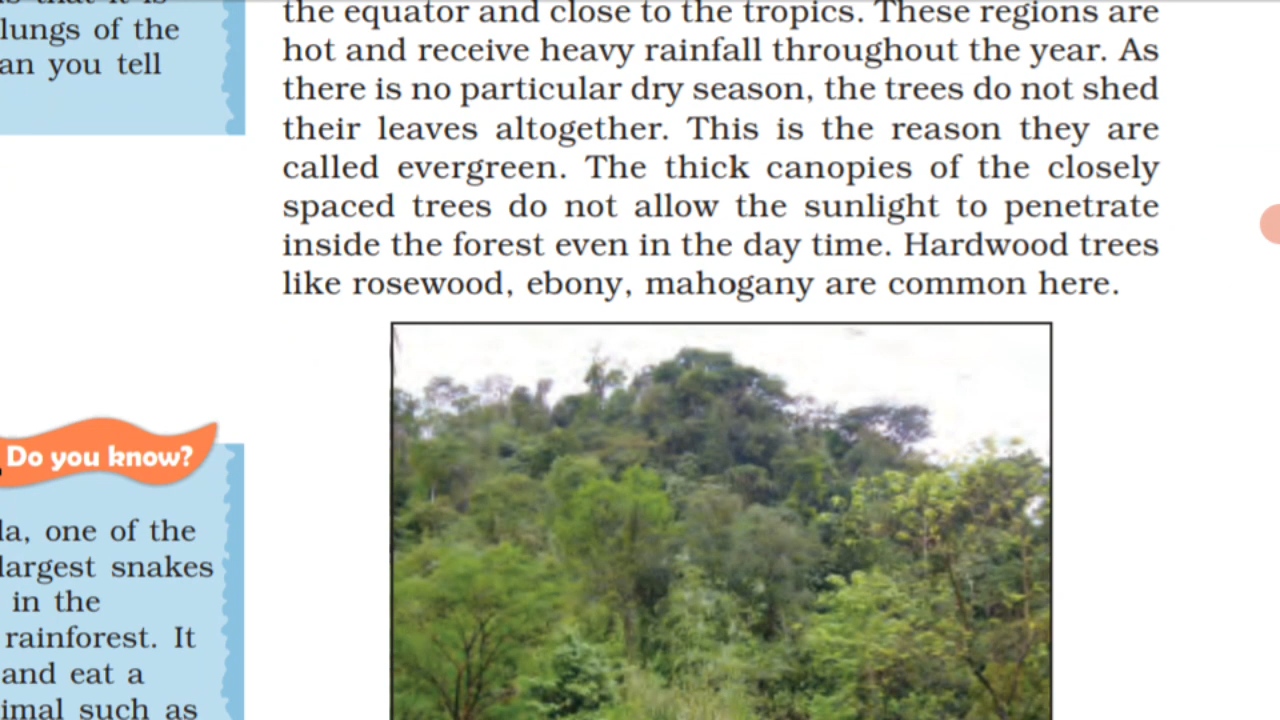 lungs of the
an you tell
the equator and close to the tropics. These regions are
hot and receive heavy rainfall throughout the year. As
there is no particular dry season, the trees do not shed
their leaves altogether. This is the reason they are
called evergreen. The thick canopies of the closely
spaced trees do not allow the sunlight to penetrate
inside the forest even in the day time. Hardwood trees
like rosewood, ebony, mahogany are common here.
Do you know?
la, one of the
largest snakes
in the
rainforest. It
and eat a
imal such as